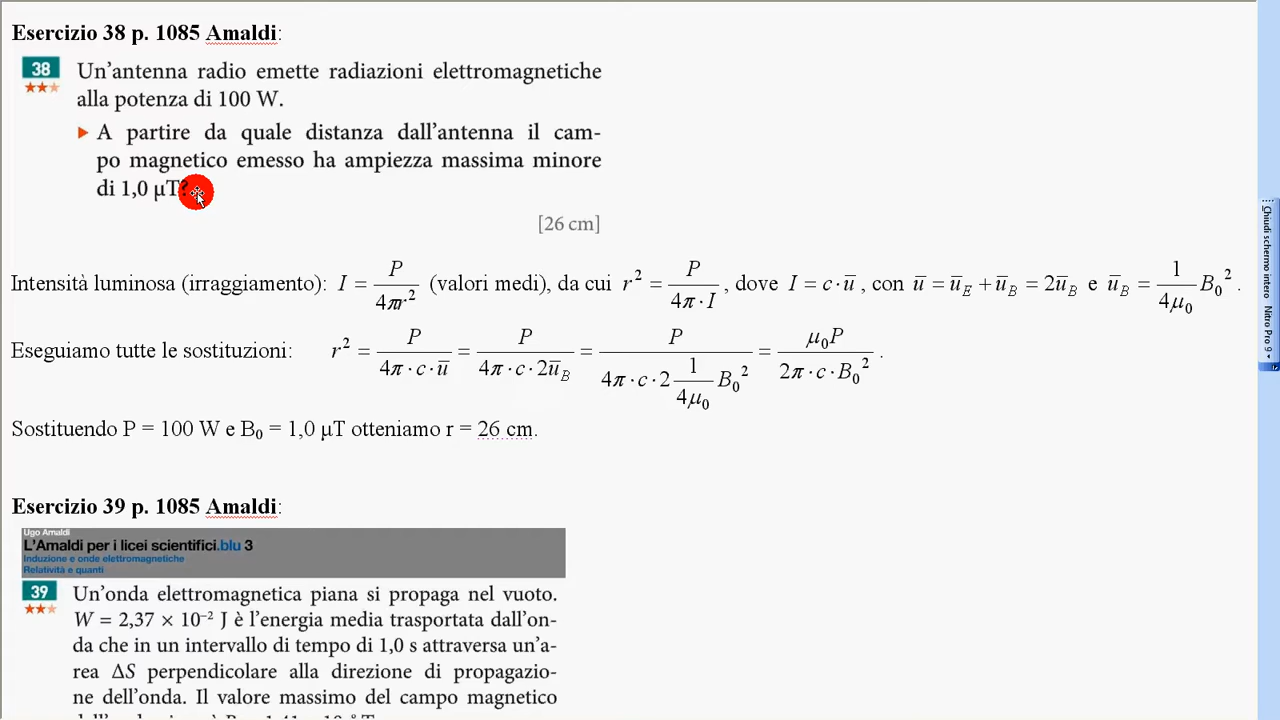 Esercizio 38 p. 1085 Amaldi:
38 Un'antenna radio emette radiazioni elettromagnetiche
alla potenza di 100 W.
A partire da quale distanza dall'antenna il cam-
po magnetico emesso ha ampiezza massima minore
di 1,0 µT?
[26 cm]
Intensità luminosa (irraggiamento): I = P / 4πr² (valori medi), da cui r² = P / 4π·I , dove I = c·u̅ , con u̅ = u̅_E + u̅_B = 2u̅_B e u̅_B = 1 / 4μ₀ B₀² .
Eseguiamo tutte le sostituzioni: r² = P / 4π·c·u̅ = P / 4π·c·2u̅_B = P / 4π·c·2 1/4μ₀ B₀² = μ₀P / 2π·c·B₀² .
Sostituendo P = 100 W e B₀ = 1,0 µT otteniamo r = 26 cm.
Esercizio 39 p. 1085 Amaldi:
Ugo Amaldi
L'Amaldi per i licei scientifici.blu 3
Induzione e onde elettromagnetiche
Relatività e quanti
39 Un'onda elettromagnetica piana si propaga nel vuoto.
W = 2,37 × 10⁻² J è l'energia media trasportata dall'on-
da che in un intervallo di tempo di 1,0 s attraversa un'a-
rea ΔS perpendicolare alla direzione di propagazio-
ne dell'onda. Il valore massimo del campo magnetico
Chiudi schermo intero Nitro Pro 9